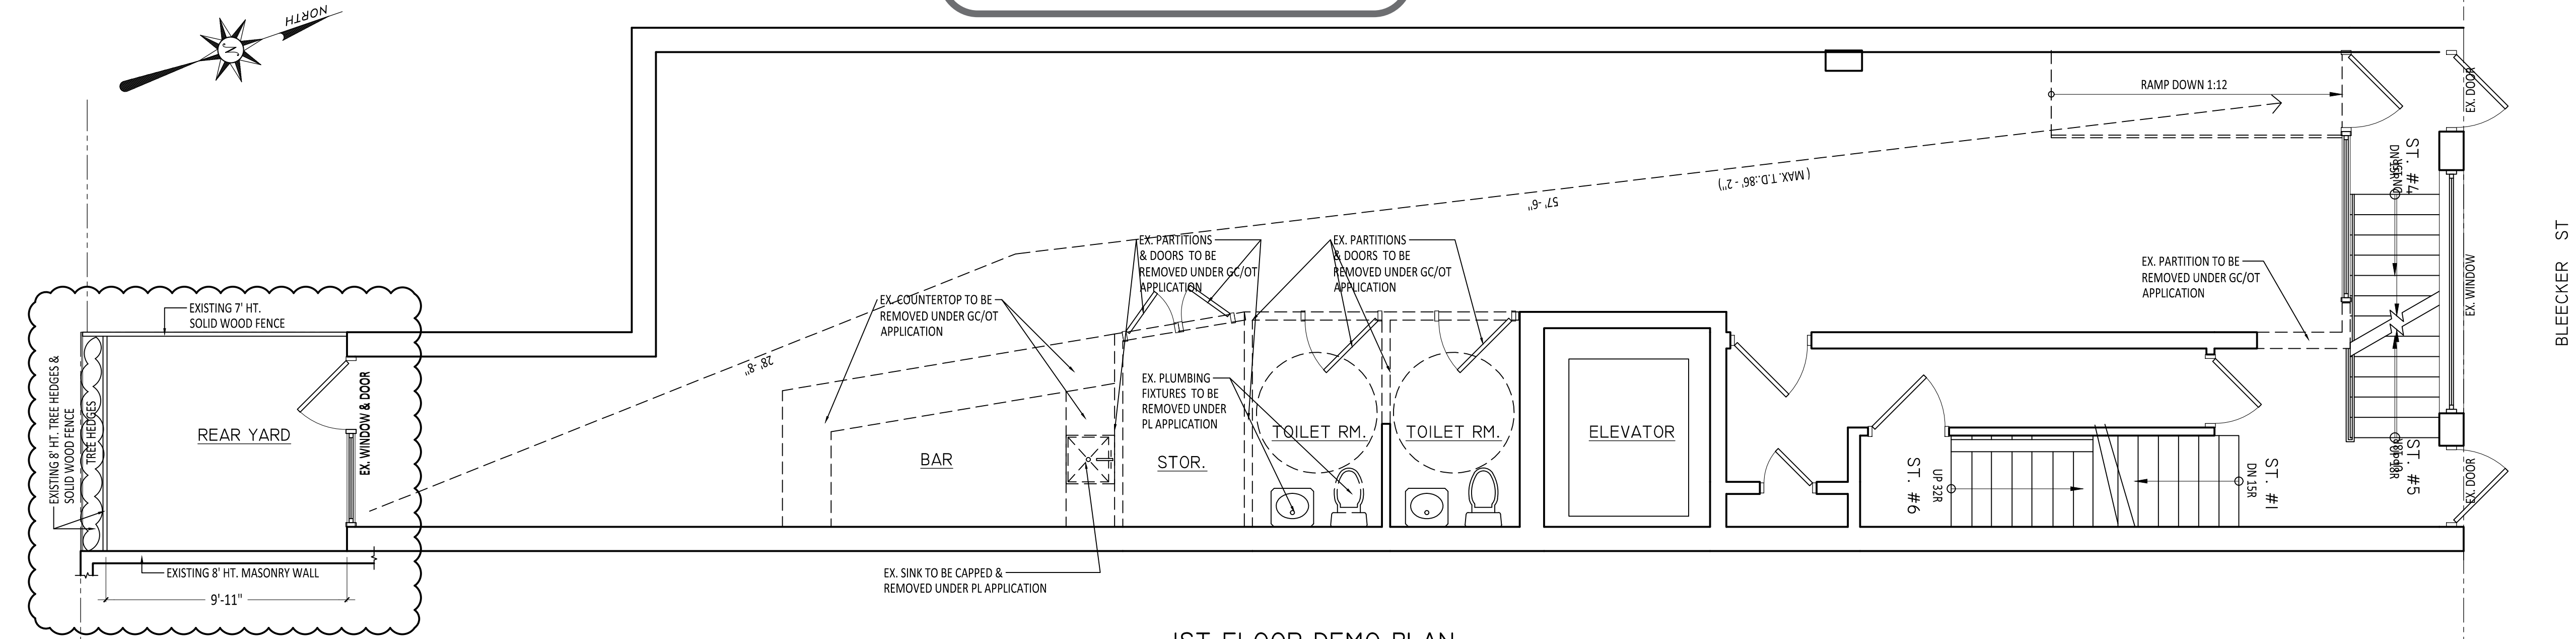 NORTH
N
RAMP DOWN 1:12
EX. DOOR
ST. #4
BLEECKER ST
( MAX. T.D.:86' - 2")
57'-6"
28' -8"
EX. PARTITIONS
& DOORS TO BE
REMOVED UNDER GC/OT
APPLICATION
EX. PARTITIONS
& DOORS TO BE
REMOVED UNDER GC/OT
APPLICATION
EX. PARTITION TO BE
REMOVED UNDER GC/OT
APPLICATION
EX. WINDOW
EX. COUNTERTOP TO BE
REMOVED UNDER GC/OT
APPLICATION
EXISTING 7' HT.
SOLID WOOD FENCE
EXISTING 8' HT. TREE HEDGES &
SOLID WOOD FENCE
TREE HEDGES
REAR YARD
EX. WINDOW & DOOR
EX. PLUMBING
FIXTURES TO BE
REMOVED UNDER
PL APPLICATION
BAR
STOR.
TOILET RM.
TOILET RM.
ELEVATOR
ST. #6
UP 32R
DN 15R
ST. #1
ST. #5
EX. DOOR
EXISTING 8' HT. MASONRY WALL
9'-11"
EX. SINK TO BE CAPPED &
REMOVED UNDER PL APPLICATION
1ST FLOOR DEMO PLAN